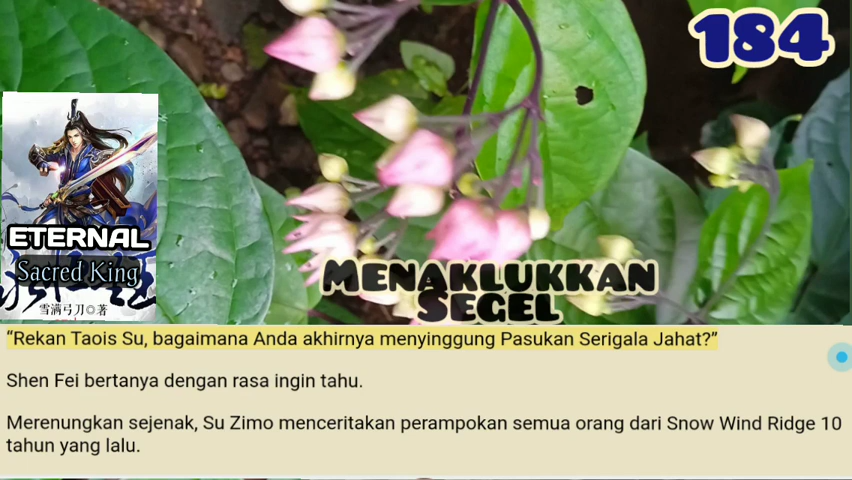 184
ETERNAL
Sacred King
雪满弓刀◎著
MENAKLUKKAN
SEGEL
“Rekan Taois Su, bagaimana Anda akhirnya menyinggung Pasukan Serigala Jahat?”
Shen Fei bertanya dengan rasa ingin tahu.
Merenungkan sejenak, Su Zimo menceritakan perampokan semua orang dari Snow Wind Ridge 10
tahun yang lalu.